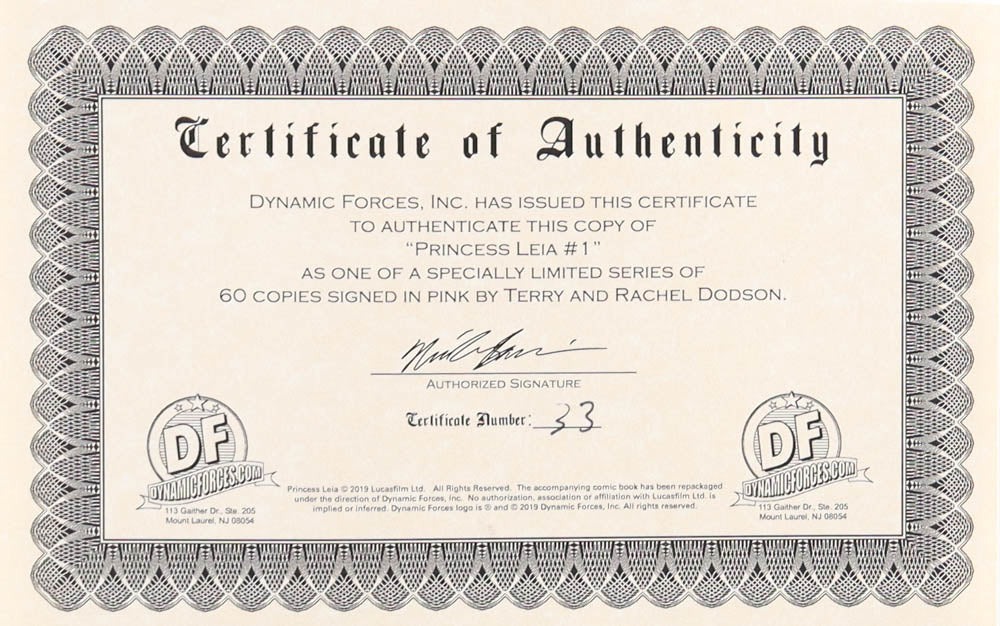 Certificate of Authenticity
DYNAMIC FORCES, INC. HAS ISSUED THIS CERTIFICATE
TO AUTHENTICATE THIS COPY OF
"PRINCESS LEIA #1"
AS ONE OF A SPECIALLY LIMITED SERIES OF
60 COPIES SIGNED IN PINK BY TERRY AND RACHEL DODSON.
AUTHORIZED SIGNATURE
Certificate Number: 33
DF
DYNAMICFORCES.COM
113 Gaither Dr., Ste. 205
Mount Laurel, NJ 08054
Princess Leia © 2019 Lucasfilm Ltd. All Rights Reserved. The accompanying comic book has been repackaged
under the direction of Dynamic Forces, Inc. No authorization, association or affiliation with Lucasfilm Ltd. is
implied or inferred. Dynamic Forces logo is ® and © 2019 Dynamic Forces, Inc. All rights reserved.
DF
DYNAMICFORCES.COM
113 Gaither Dr., Ste. 205
Mount Laurel, NJ 08054